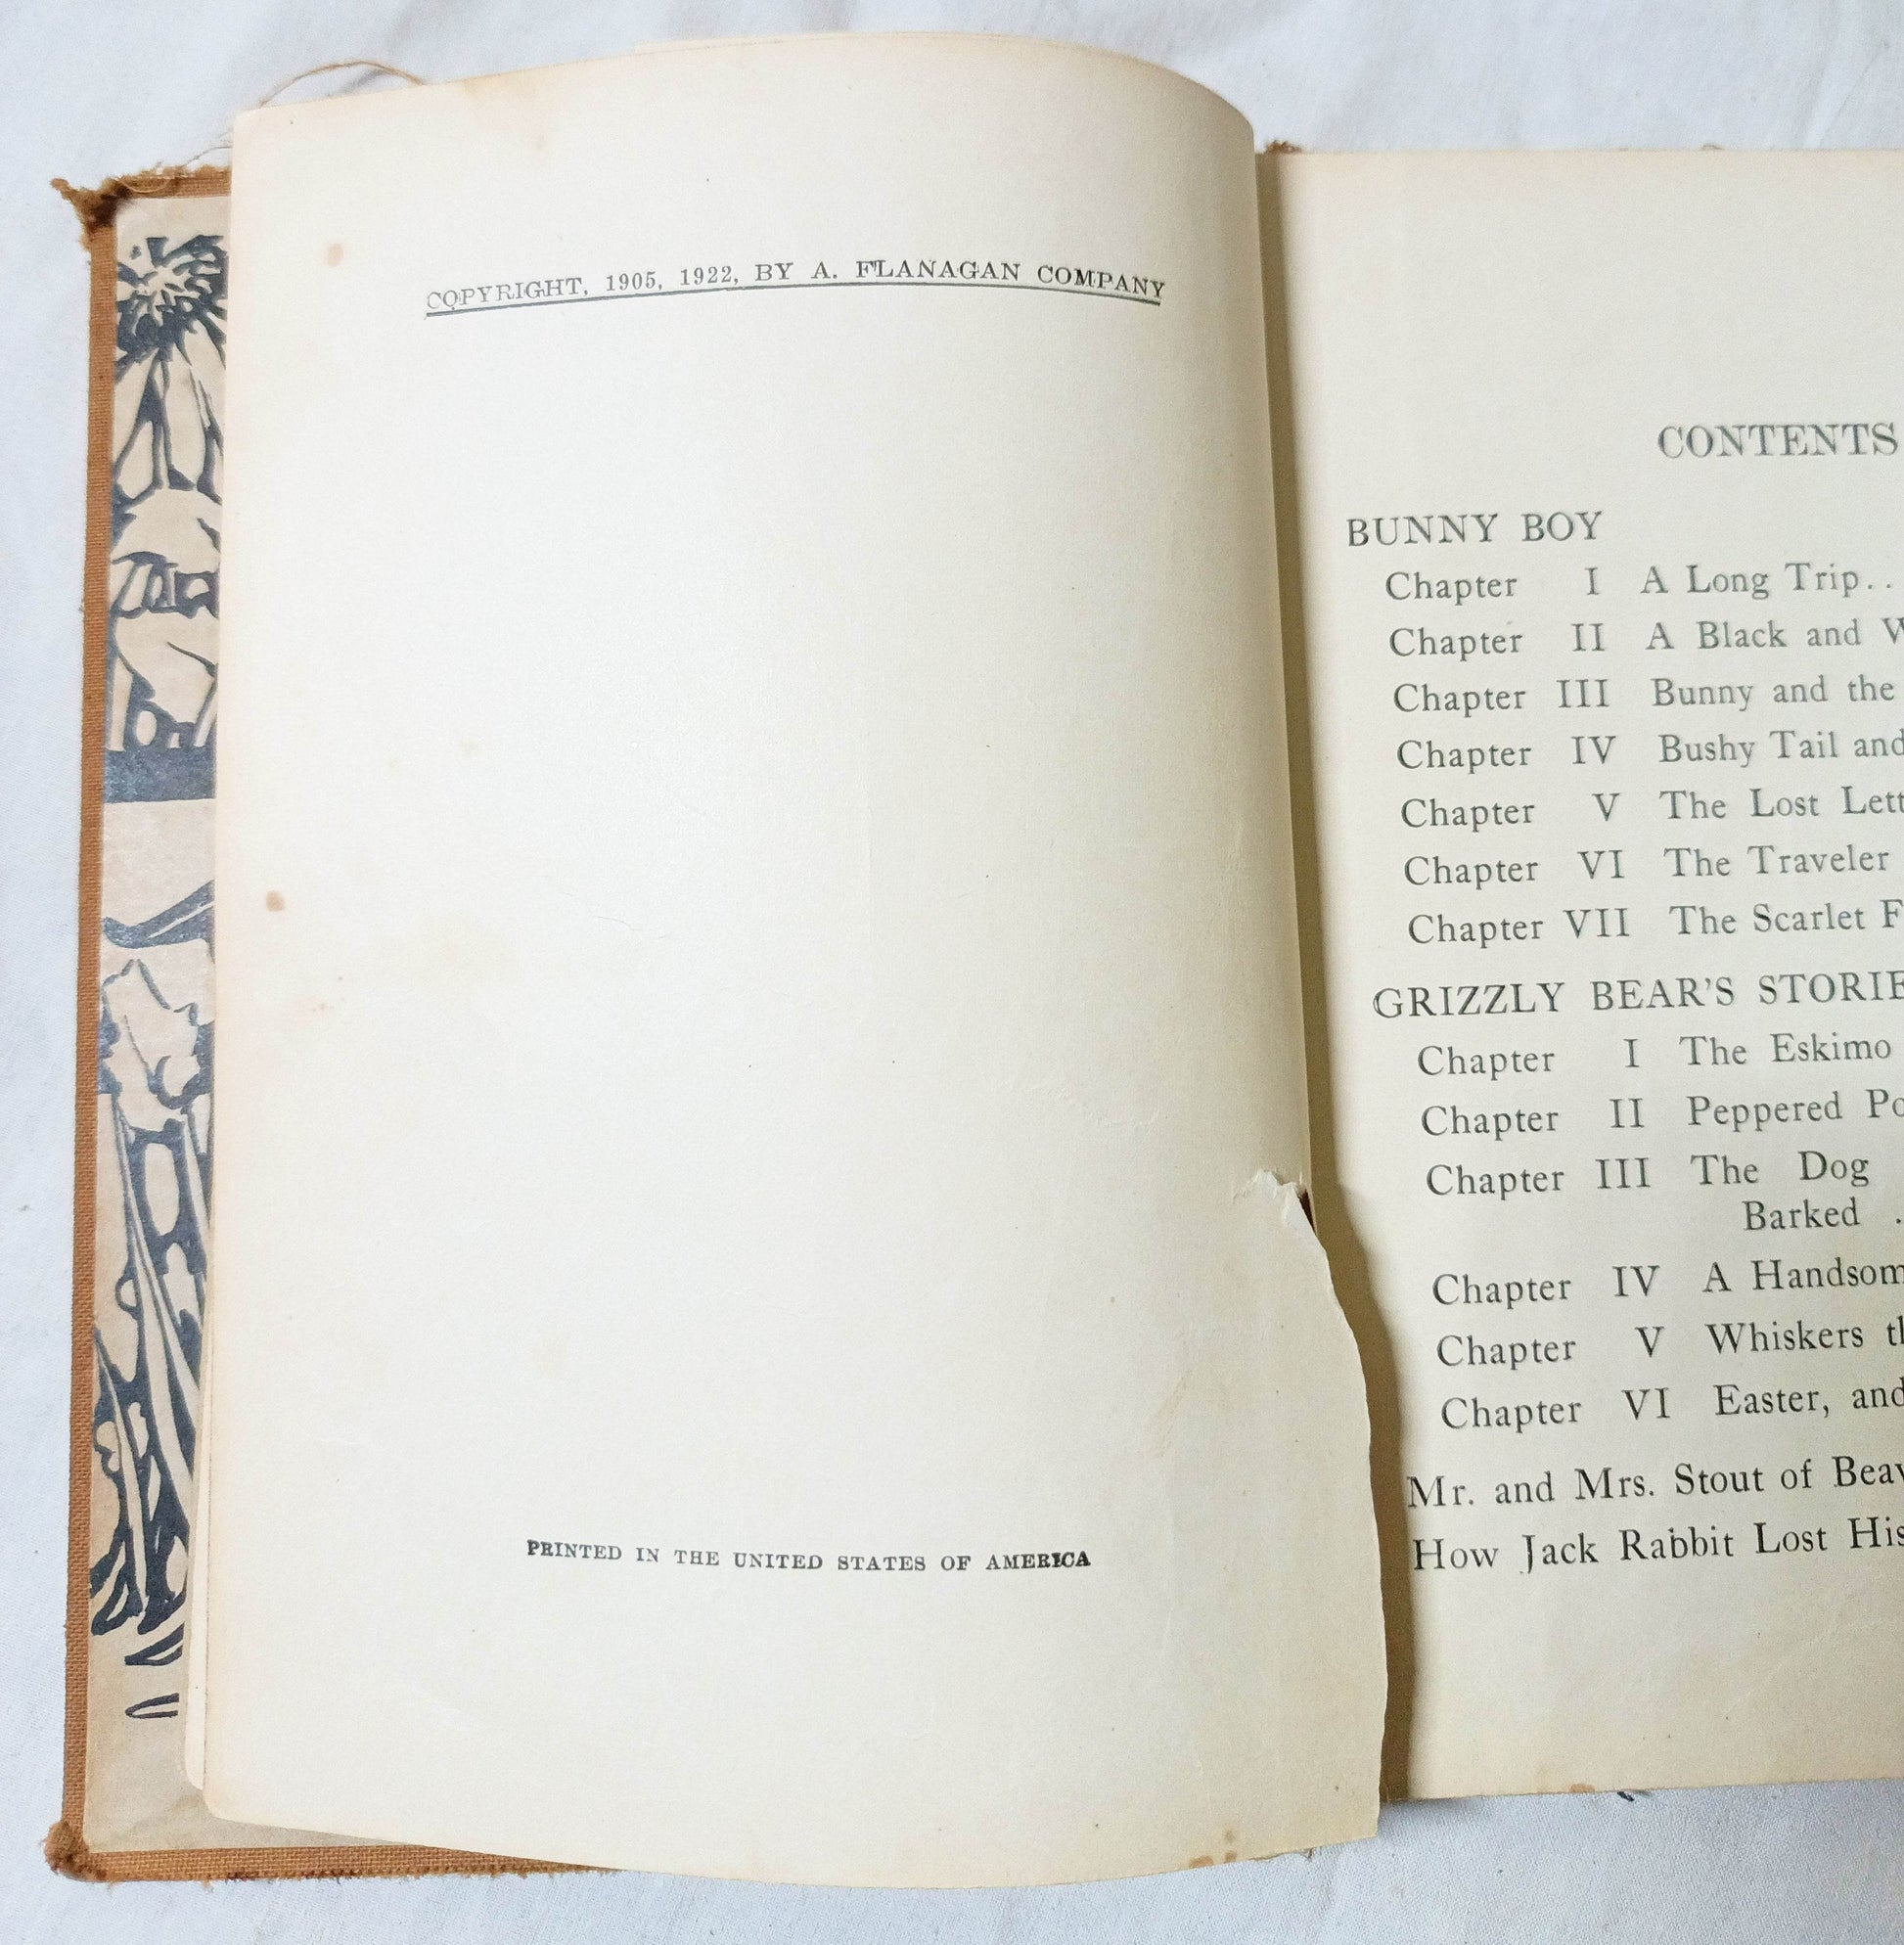 COPYRIGHT, 1905, 1922, BY A. FLANAGAN COMPANY
PRINTED IN THE UNITED STATES OF AMERICA
CONTENTS
BUNNY BOY
Chapter I A Long Trip..
Chapter II A Black and
Chapter III Bunny and the
Chapter IV Bushy Tail and
Chapter V The Lost
Chapter VI The Traveler
Chapter VII The Scarlet
GRIZZLY BEAR'S
Chapter I The Eskimo
Chapter II Peppered
Chapter III The Dog
Barked .
Chapter IV A
Chapter V Whiskers
Chapter VI Easter, and
Mr. and Mrs. Stout of
How Jack Rabbit Lost His